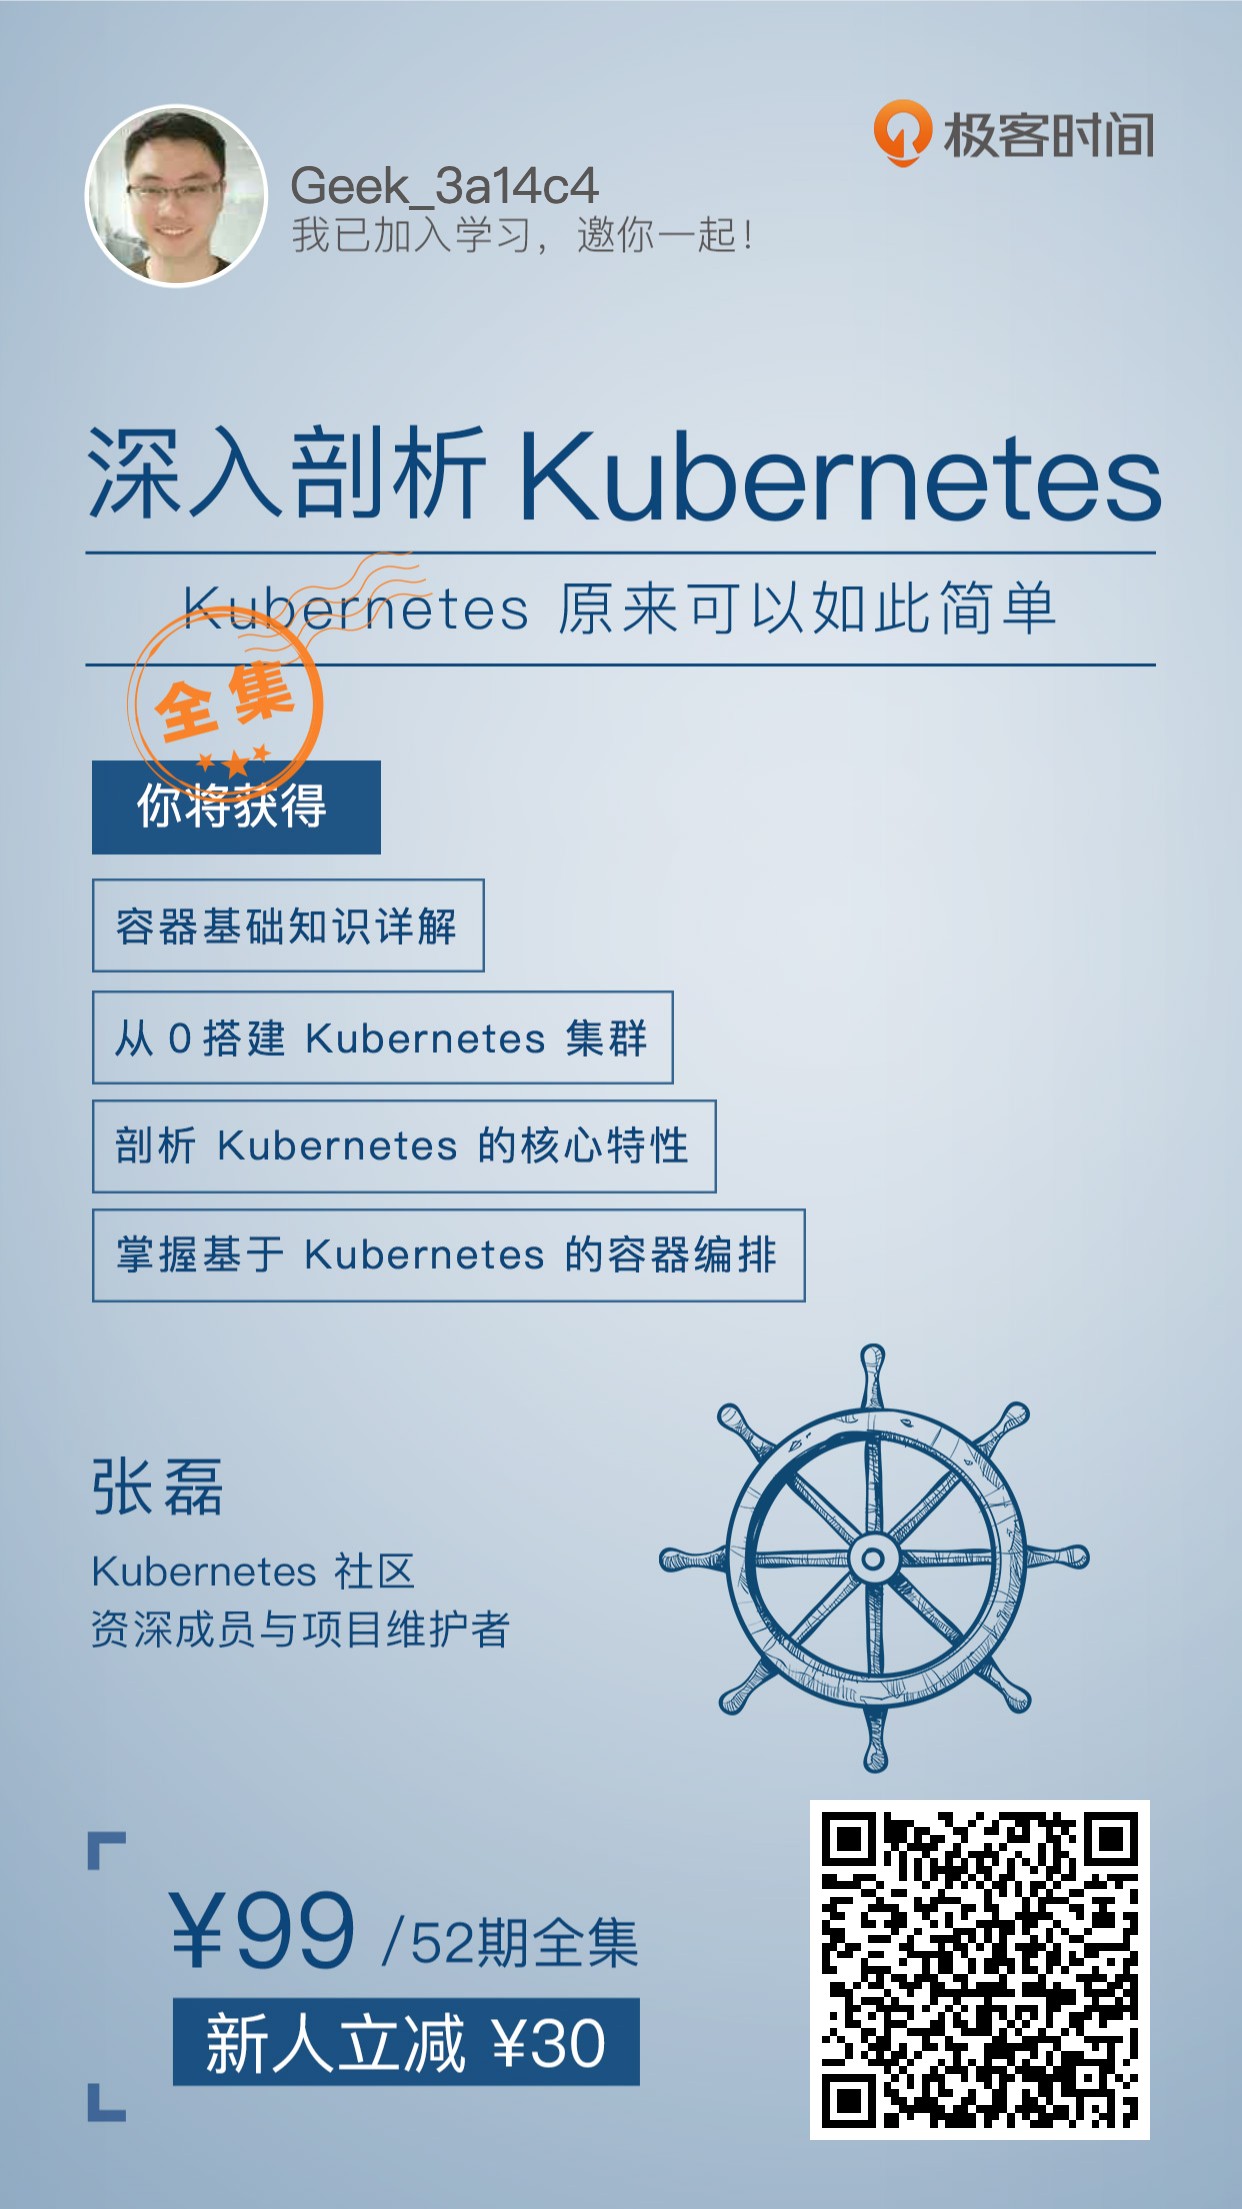 极客时间
Geek_3a14c4
我已加入学习，邀你一起！
深入剖析 Kubernetes
Kubernetes 原来可以如此简单
全集
你将获得
容器基础知识详解
从 0 搭建 Kubernetes 集群
剖析 Kubernetes 的核心特性
掌握基于 Kubernetes 的容器编排
张磊
Kubernetes 社区
资深成员与项目维护者
¥99 /52期全集
新人立减 ¥30